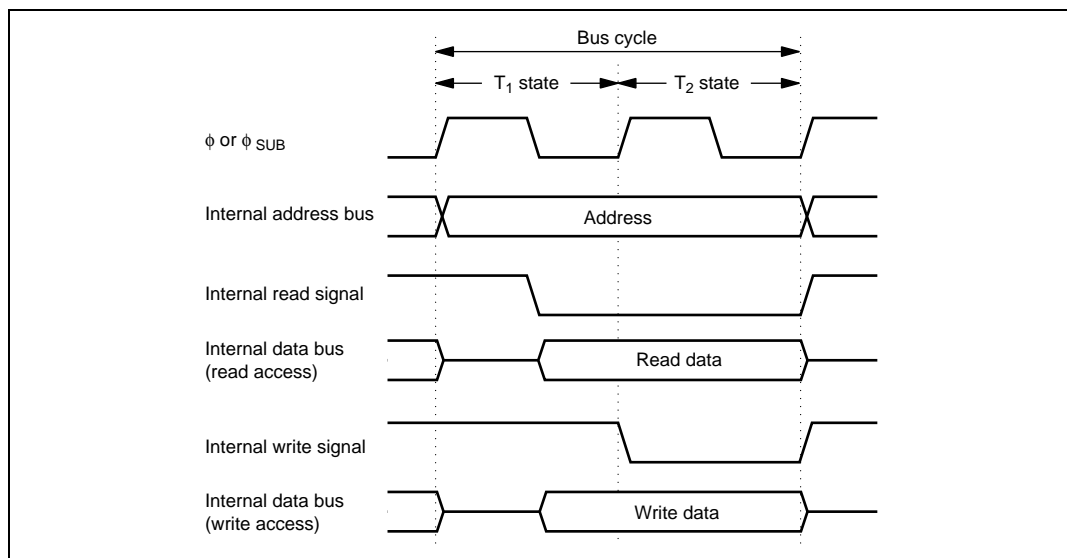 Bus cycle
T₁ state
T₂ state
ϕ or ϕ SUB
Internal address bus
Address
Internal read signal
Internal data bus
(read access)
Read data
Internal write signal
Internal data bus
(write access)
Write data